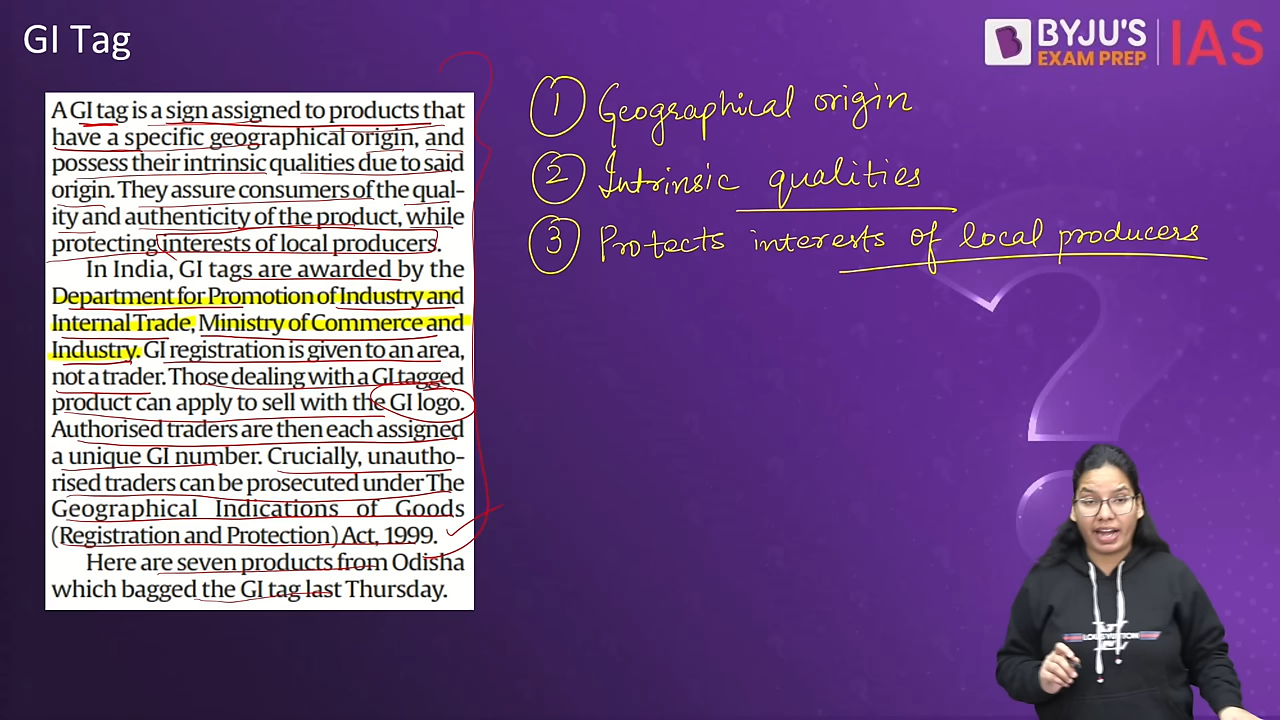 GI Tag
BYJU'S
EXAM PREP
IAS
A GI tag is a sign assigned to products that
have a specific geographical origin, and
possess their intrinsic qualities due to said
origin. They assure consumers of the qual-
ity and authenticity of the product, while
protecting interests of local producers.
In India, GI tags are awarded by the
Department for Promotion of Industry and
Internal Trade, Ministry of Commerce and
Industry. GI registration is given to an area,
not a trader. Those dealing with a GI tagged
product can apply to sell with the GI logo.
Authorised traders are then each assigned
a unique GI number. Crucially, unautho-
rised traders can be prosecuted under The
Geographical Indications of Goods
(Registration and Protection) Act, 1999.
Here are seven products from Odisha
which bagged the GI tag last Thursday.
1 Geographical origin
2 Intrinsic qualities
3 Protects interests of local producers